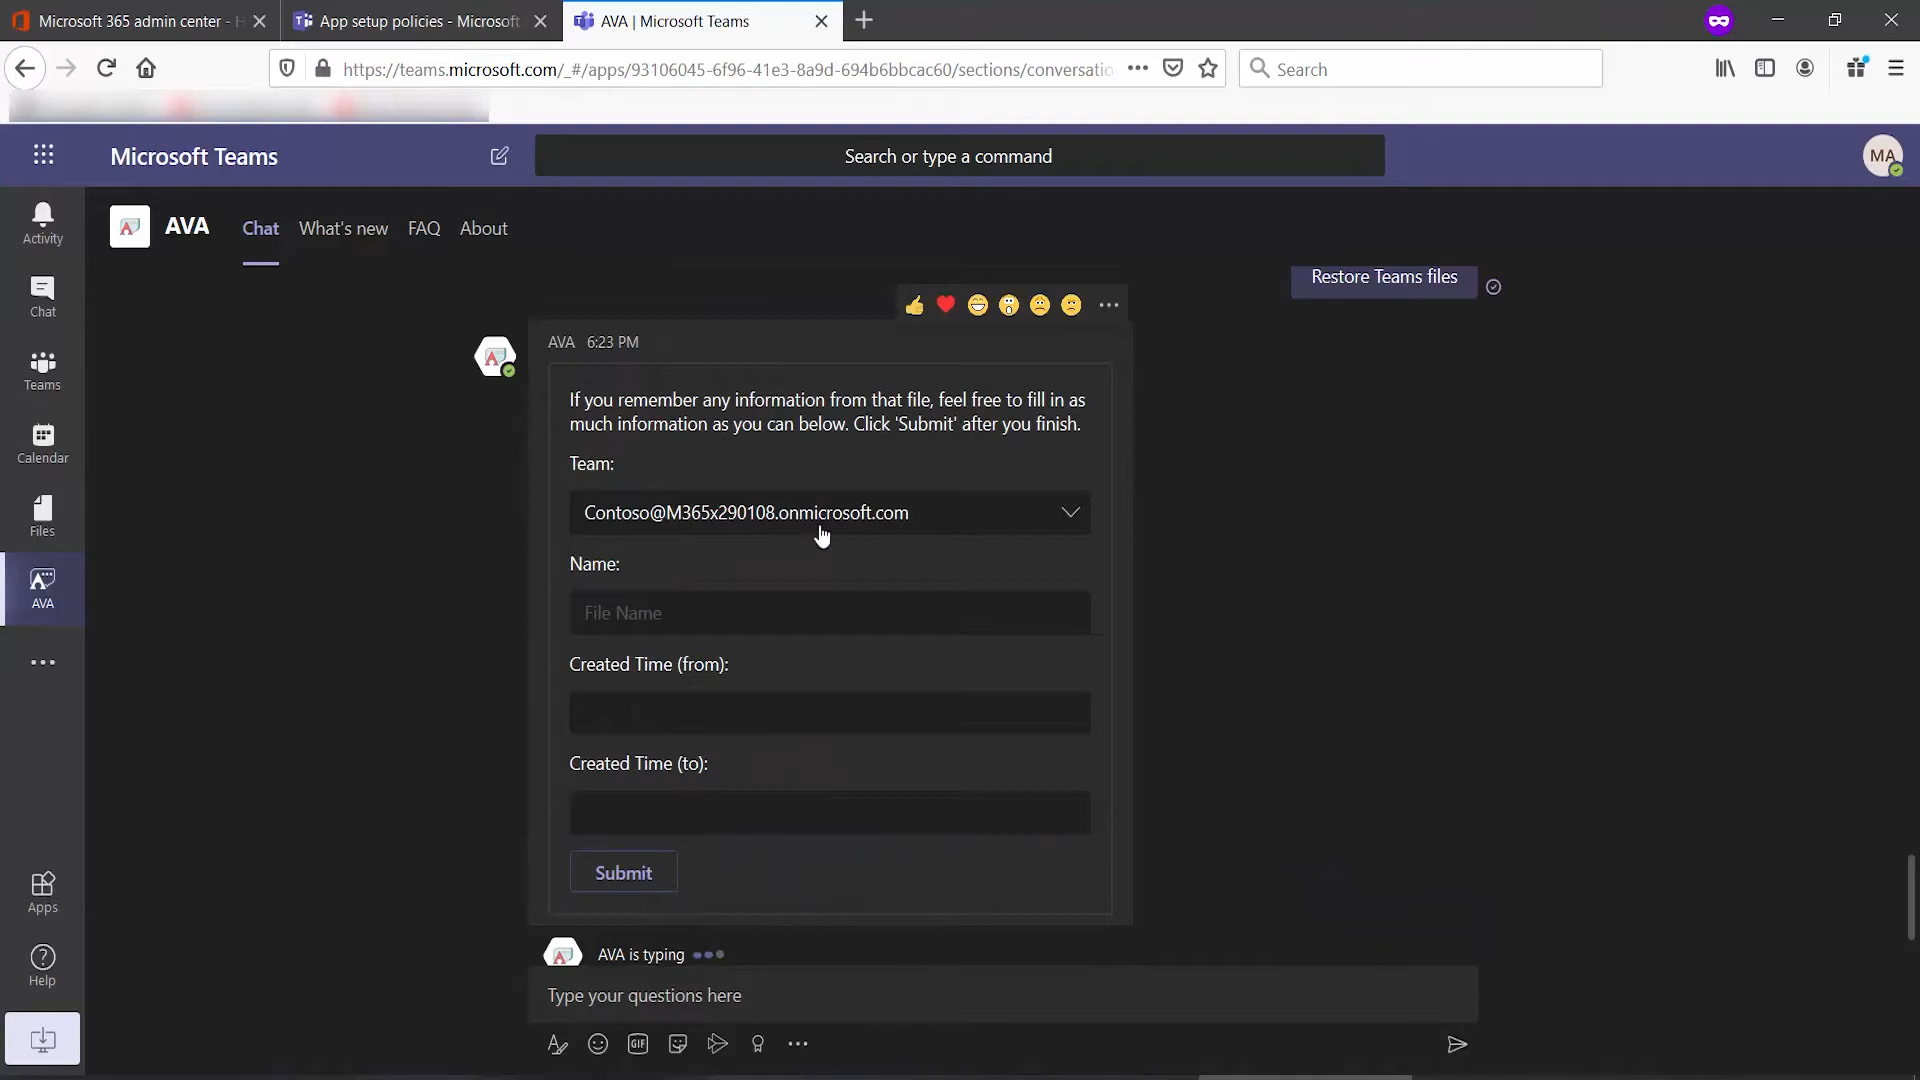 Microsoft 365 admin center - H
App setup policies - Microsoft
AVA | Microsoft Teams
https://teams.microsoft.com/_#/apps/93106045-6f96-41e3-8a9d-694b6bbcac60/sections/conversatio
Search
Microsoft Teams
Search or type a command
MA
Activity
Chat
Teams
Calendar
Files
AVA
Apps
Help
AVA
Chat
What's new
FAQ
About
Restore Teams files
AVA 6:23 PM
If you remember any information from that file, feel free to fill in as
much information as you can below. Click 'Submit' after you finish.
Team:
Contoso@M365x290108.onmicrosoft.com
Name:
File Name
Created Time (from):
Created Time (to):
Submit
AVA is typing
Type your questions here
GIF